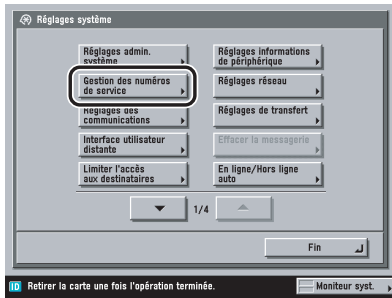 Réglages système
Réglages admin.
système
Réglages informations
de périphérique
Gestion des numéros
de service
Réglages réseau
Réglages des
communications
Réglages de transfert
Interface utilisateur
distante
Effacer la messagerie
Limiter l'accès
aux destinataires
En ligne/Hors ligne
auto
1/4
Fin
ID Retirer la carte une fois l'opération terminée.
Moniteur syst.